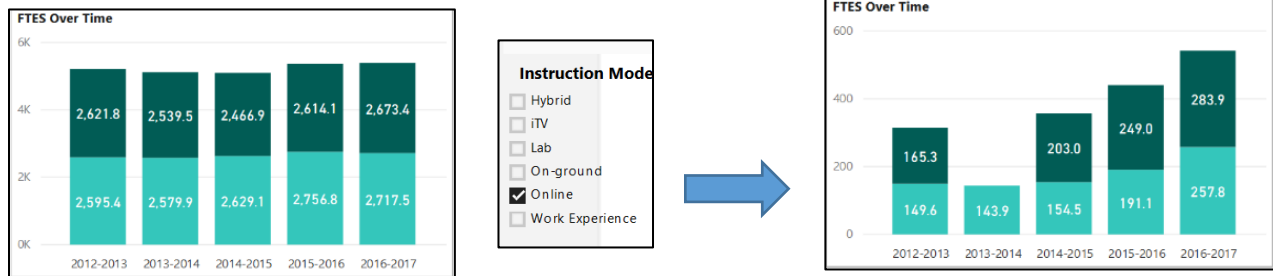 FTES Over Time
6K
4K
2K
0K
2,621.8
2,539.5
2,466.9
2,614.1
2,673.4
2,595.4
2,579.9
2,629.1
2,756.8
2,717.5
2012-2013
2013-2014
2014-2015
2015-2016
2016-2017
Instruction Mode
Hybrid
iTV
Lab
On-ground
Online
Work Experience
FTES Over Time
600
400
200
0
165.3
203.0
249.0
283.9
149.6
143.9
154.5
191.1
257.8
2012-2013
2013-2014
2014-2015
2015-2016
2016-2017